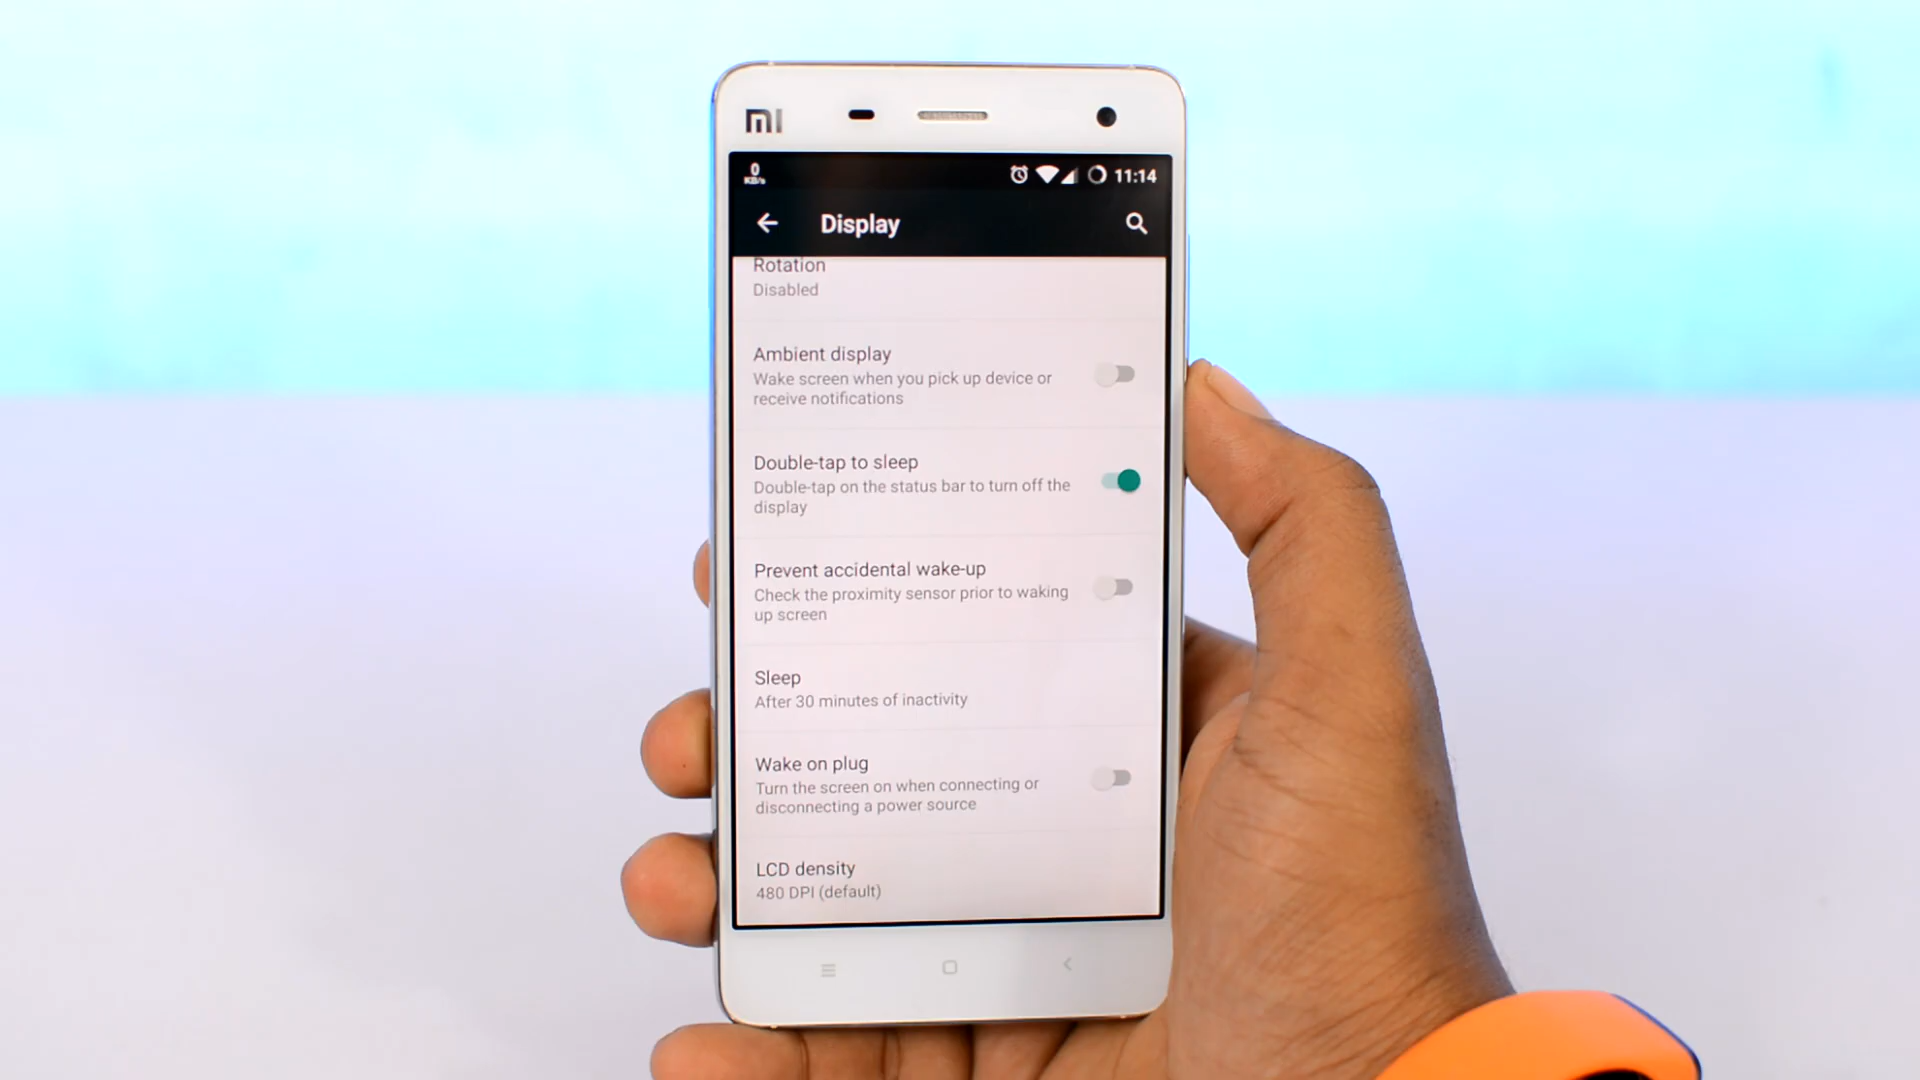 mi
0
KB/s
11:14
Display
Rotation
Disabled
Ambient display
Wake screen when you pick up device or
receive notifications
Double-tap to sleep
Double-tap on the status bar to turn off the
display
Prevent accidental wake-up
Check the proximity sensor prior to waking
up screen
Sleep
After 30 minutes of inactivity
Wake on plug
Turn the screen on when connecting or
disconnecting a power source
LCD density
480 DPI (default)